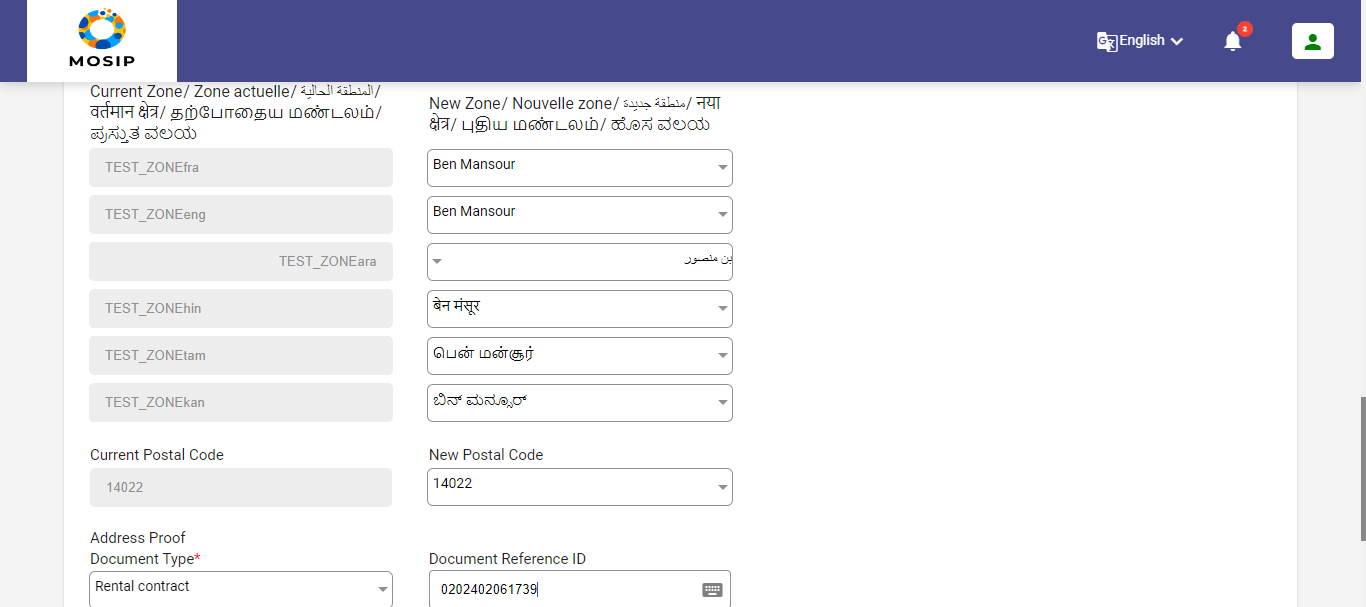 MOSIP
English
2
Current Zone/ Zone actuelle/ المنطقة الحالية/
वर्तमान क्षेत्र/ தற்போதைய மண்டலம்/
ಪ್ರಸ್ತುತ ವಲಯ
New Zone/ Nouvelle zone/ منطقة جديدة/ नया
क्षेत्र/ புதிய மண்டலம்/ ಹೊಸ ವಲಯ
TEST_ZONEfra
Ben Mansour
TEST_ZONEeng
Ben Mansour
TEST_ZONEara
بن منصور
TEST_ZONEhin
बेन मंसूर
TEST_ZONEtam
பென் மன்சூர்
TEST_ZONEkan
ಬಿನ್ ಮನ್ಸೂರ್
Current Postal Code
New Postal Code
14022
14022
Address Proof
Document Type*
Document Reference ID
Rental contract
0202402061739